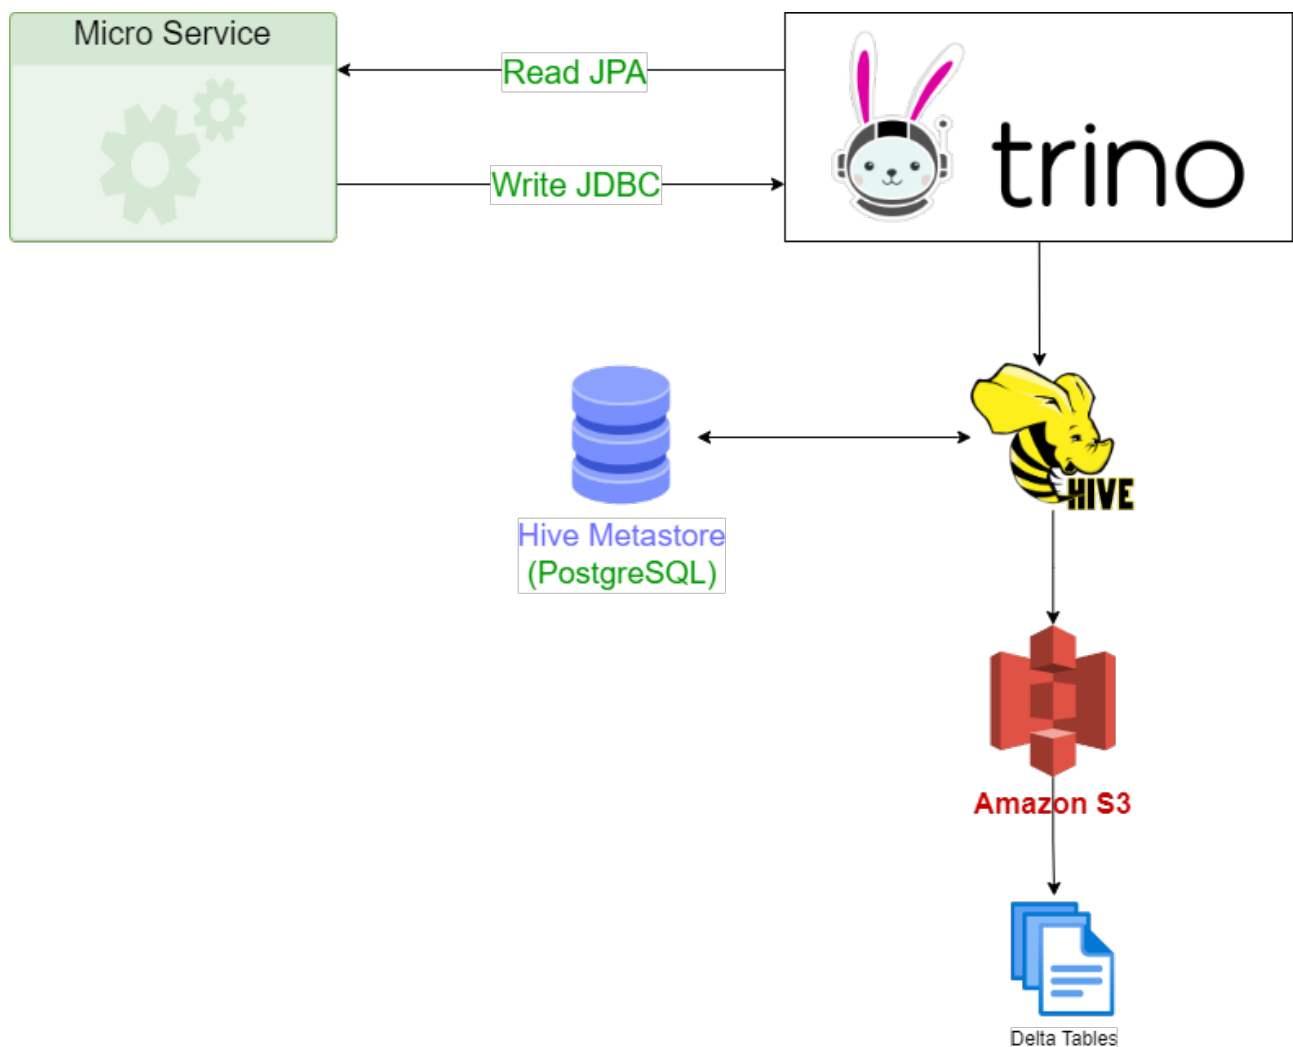 Micro Service
Read JPA
Write JDBC
trino
HIVE
Hive Metastore
(PostgreSQL)
Amazon S3
Delta Tables